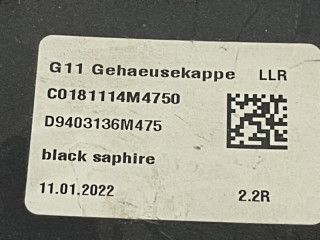 G11 Gehaeusekappe LLR
C0181114M4750
D9403136M475
black saphire
11.01.2022 2.2R